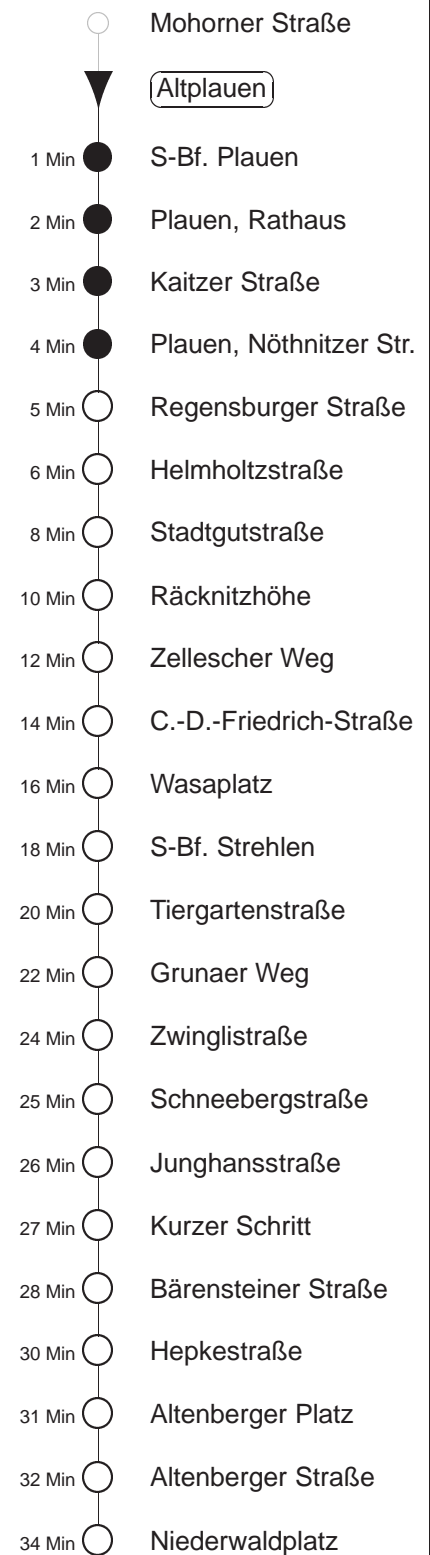 Mohorner Straße
Altplauen
1 Min S-Bf. Plauen
2 Min Plauen, Rathaus
3 Min Kaitzer Straße
4 Min Plauen, Nöthnitzer Str.
5 Min Regensburger Straße
6 Min Helmholtzstraße
8 Min Stadtgutstraße
10 Min Räcknitzhöhe
12 Min Zellescher Weg
14 Min C.-D.-Friedrich-Straße
16 Min Wasaplatz
18 Min S-Bf. Strehlen
20 Min Tiergartenstraße
22 Min Grunaer Weg
24 Min Zwinglistraße
25 Min Schneebergstraße
26 Min Junghansstraße
27 Min Kurzer Schritt
28 Min Bärensteiner Straße
30 Min Hepkestraße
31 Min Altenberger Platz
32 Min Altenberger Straße
34 Min Niederwaldplatz